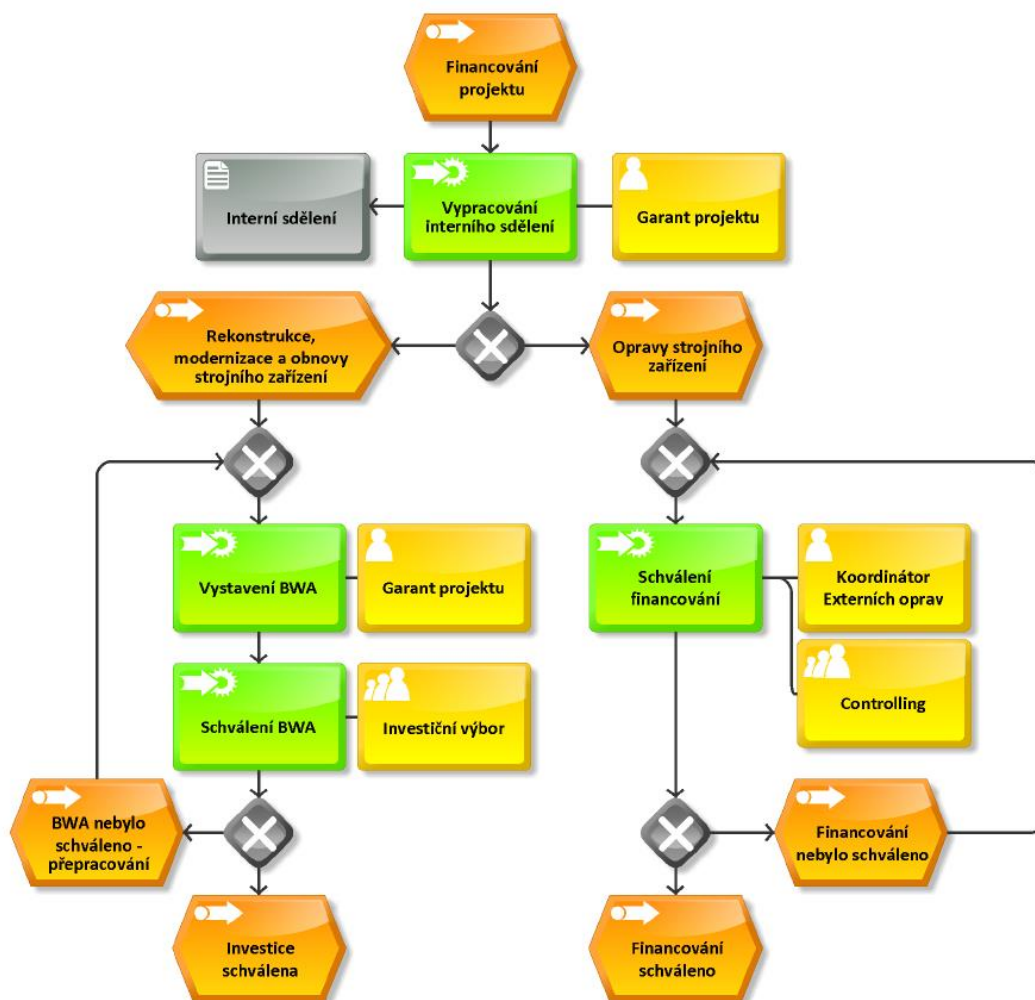 Financování
projektu
Interní sdělení
Vypracování
interního sdělení
Garant projektu
Rekonstrukce,
modernizace a obnovy
strojního zařízení
Opravy strojního
zařízení
Vystavení BWA
Garant projektu
Schválení
financování
Koordinátor
Externích oprav
Schválení BWA
Investiční výbor
Controlling
BWA nebylo
schváleno -
přepracování
Financování
nebylo schváleno
Investice
schválena
Financování
schváleno